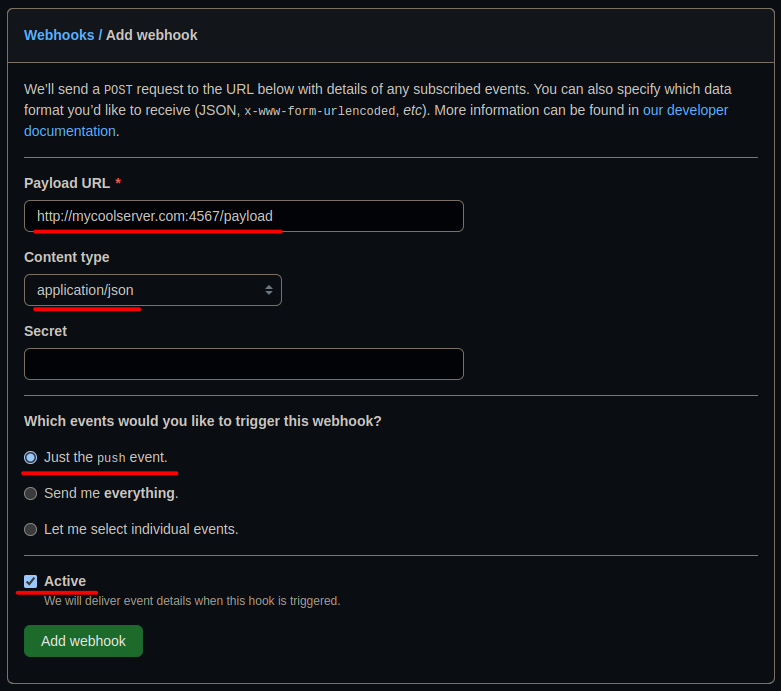 Webhooks / Add webhook
We’ll send a POST request to the URL below with details of any subscribed events. You can also specify which data
format you’d like to receive (JSON, x-www-form-urlencoded, etc). More information can be found in our developer
documentation.
Payload URL *
http://mycoolserver.com:4567/payload
Content type
application/json
Secret
Which events would you like to trigger this webhook?
Just the push event.
Send me everything.
Let me select individual events.
Active
We will deliver event details when this hook is triggered.
Add webhook